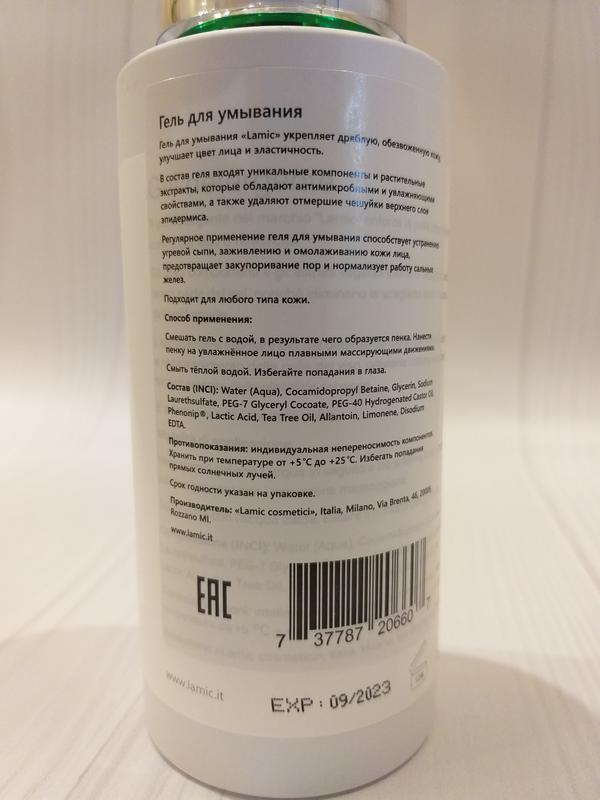 Гель для умывания
Гель для умывания «Lamic» укрепляет дряблую, обезвоженную кожу,
улучшает цвет лица и эластичность.
В состав геля входят уникальные компоненты и растительные
экстракты, которые обладают антимикробными и увлажняющими
свойствами, а также удаляют отмершие чешуйки верхнего слоя
эпидермиса.
Регулярное применение геля для умывания способствует устранению
угревой сыпи, заживлению и омолаживанию кожи лица,
предотвращает закупоривание пор и нормализует работу сальных
желез.
Подходит для любого типа кожи.
Способ применения:
Смешать гель с водой, в результате чего образуется пенка. Нанести
пенку на увлажнённое лицо плавными массирующими движениями.
Смыть тёплой водой. Избегайте попадания в глаза.
Состав (INCI): Water (Aqua), Cocamidopropyl Betaine, Glycerin, Sodium
Laurethsulfate, PEG-7 Glyceryl Cocoate, PEG-40 Hydrogenated Castor Oil,
Phenonip®, Lactic Acid, Tea Tree Oil, Allantoin, Limonene, Disodium
EDTA.
Противопоказания: индивидуальная непереносимость компонентов.
Хранить при температуре от +5°C до +25°C. Избегать попадания
прямых солнечных лучей.
Срок годности указан на упаковке.
Производитель: «Lamic cosmetici», Italia, Milano, Via Brenta, 46, 20089,
Rozzano MI.
www.lamic.it
EAC
7 37787 20660 7
www.lamic.it
EXP: 09/2023